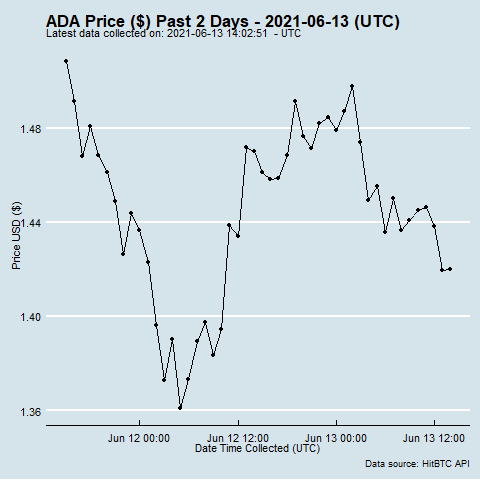 ADA Price ($) Past 2 Days - 2021-06-13 (UTC)
Latest data collected on: 2021-06-13 14:02:51 - UTC
Price USD ($)
1.48
1.44
1.40
1.36
Jun 12 00:00 Jun 12 12:00 Jun 13 00:00 Jun 13 12:00
Date Time Collected (UTC)
Data source: HitBTC API